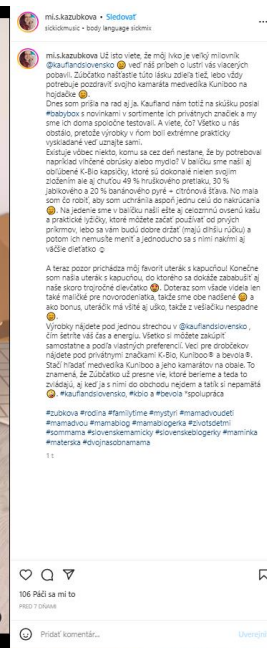 mi.s.kazubkova • Sledovať
sickickmusic • body language sickmix
mi.s.kazubkova Už isto viete, že môj Ivko je veľký milovník
@kauflandslovensko 😄 veď náš príbeh o lustri vás viacerých
pobavil. Zúbčatko našťastie túto lásku zdieľa tiež, lebo vždy
potrebuje pozdraviť svojho kamaráta medvedíka Kuniboo na
hojdačke 😄.
Dnes som prišla na rad aj ja. Kaufland nám totiž na skúšku poslal
#babybox s novinkami v sortimente ich privátnych značiek a my
sme ich doma spoločne testovali. A viete, čo? Všetko u nás
obstálo, pretože výrobky v ňom boli extrémne prakticky
vyskladané veď uznajte sami.
Existuje vôbec niekto, komu sa cez deň nestane, že by potreboval
napríklad vlhčené obrúsky alebo mydlo? V balíčku sme našli aj
obľúbené K-Bio kapsičky, ktoré sú dokonalé nielen svojim
zložením ale aj chuťou 49 % hruškového pretlaku, 30 %
jablkového a 20 % banánového pyré + citrónová šťava. No mala
som čo robiť, aby som uchránila aspoň jednu celú do nakrúcania
😄. Na jedenie sme v balíčku našli ešte aj celozrnnú ovsenú kašu
a praktické lyžičky, ktoré môžete začať používať od prvých
príkrmov, lebo sa vám budú dobre držať (majú dlhšiu rúčku) a
potom ich nemusíte meniť a jednoducho sa s nimi nakŕmi aj
väčšie dieťatko ☺
A teraz pozor prichádza môj favorit uterák s kapucňou! Konečne
som našla uterák s kapucňou, do ktorého sa dokáže zababušiť aj
naše skoro trojročné dievčatko 😍. Doteraz som všade videla len
také maličké pre novorodeniatka, takže sme obe nadšené 😄 a
ako bonus, uterákík má všité aj uško, takže z vešiačiku nespadne
😄.
Výrobky nájdete pod jednou strechou v @kauflandslovensko ,
čím šetríte váš čas a energiu. Všetko si môžete zakúpiť
samostatne a podľa vlastných preferencií. Veci pre drobčekov
nájdete pod privátnymi značkami K-Bio, Kuniboo® a bevola®.
Stačí hľadať medvedíka Kuniboo a jeho kamarátov na obale. To
znamená, že Zúbčatko už presne vie, ktoré berieme a teda to
zvládajú, aj keď ja s nimi do obchodu nejdem a tatík si nepamätá
😄. #kauflandslovensko, #kbio a #bevola *spolupráca
#zubkova #rodina #familytime #mystyri #mamadvoudeti
#mamadvou #mamablog #mamablogerka #zivotsdetmi
#sommama #slovenskemamicky #slovenskeblogerky #maminka
#materska #dvojnasobnamama
1 t
106 Páči sa mi to
PRED 7 DŇAMI
Pridať komentár...
Uverejni